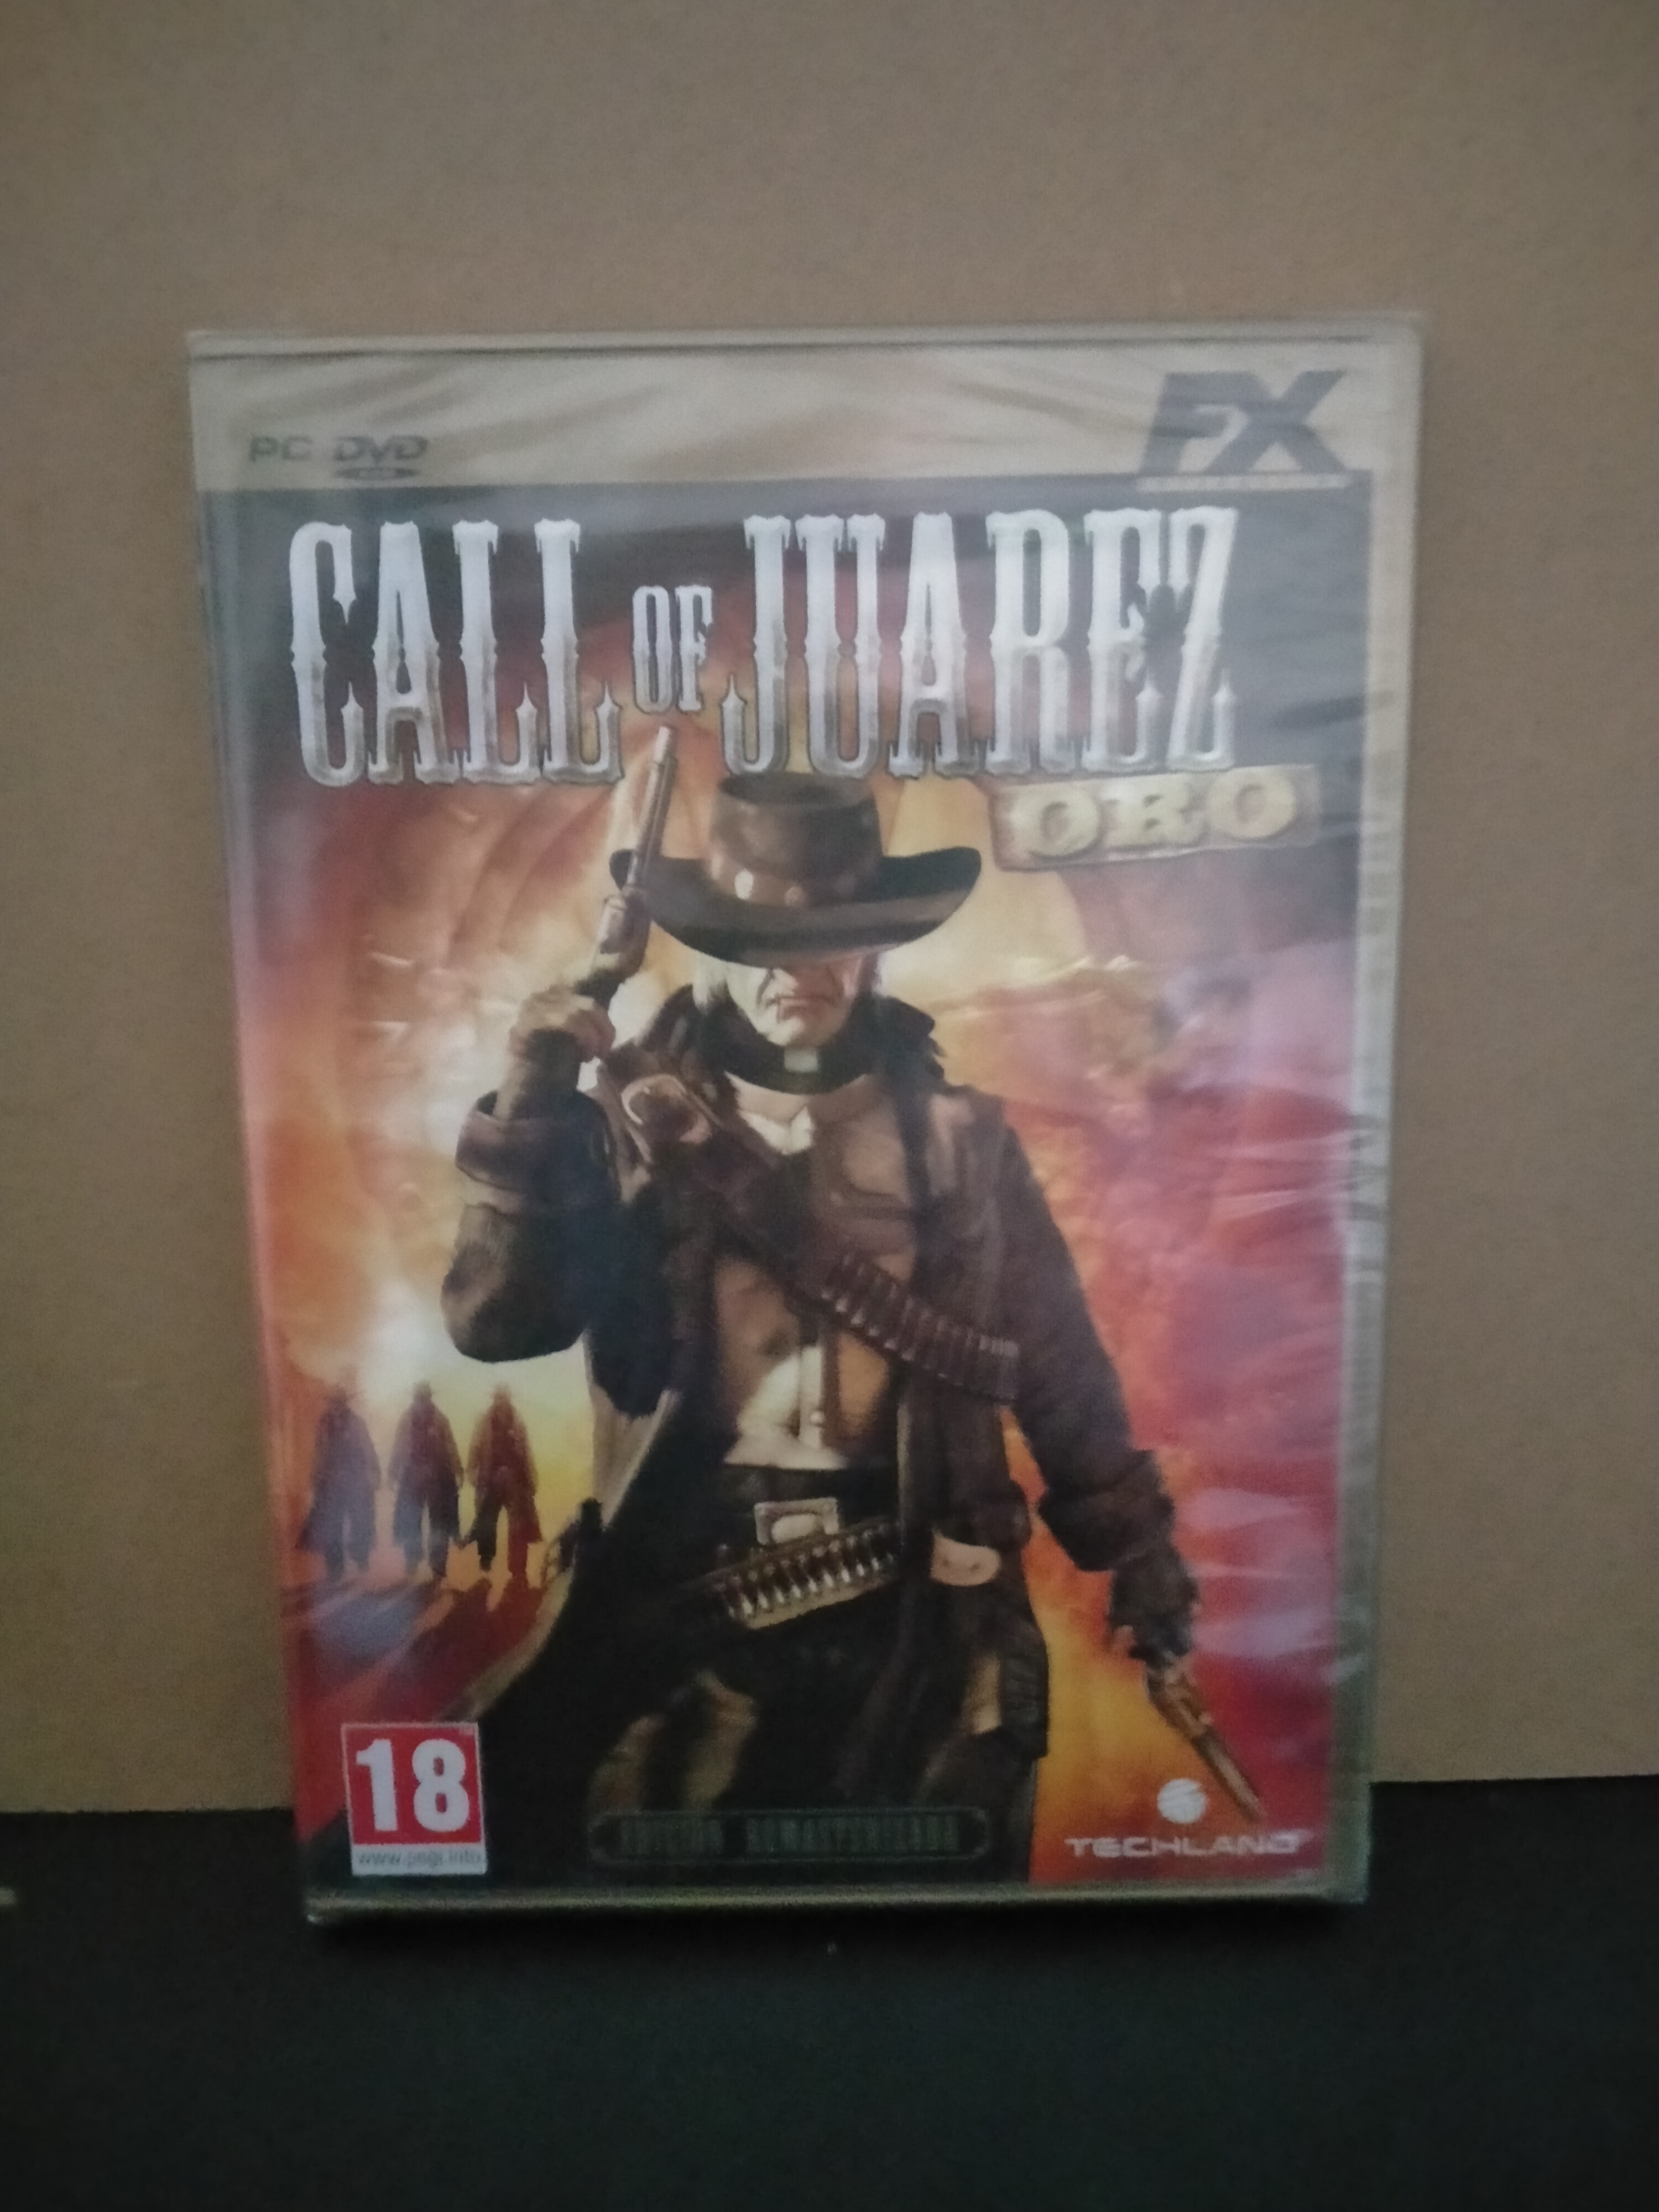 PC DVD
FX
CALL OF JUAREZ
ORO
18
www.pegi.info
EDICIÓN REMASTERIZADA
TECHLAND